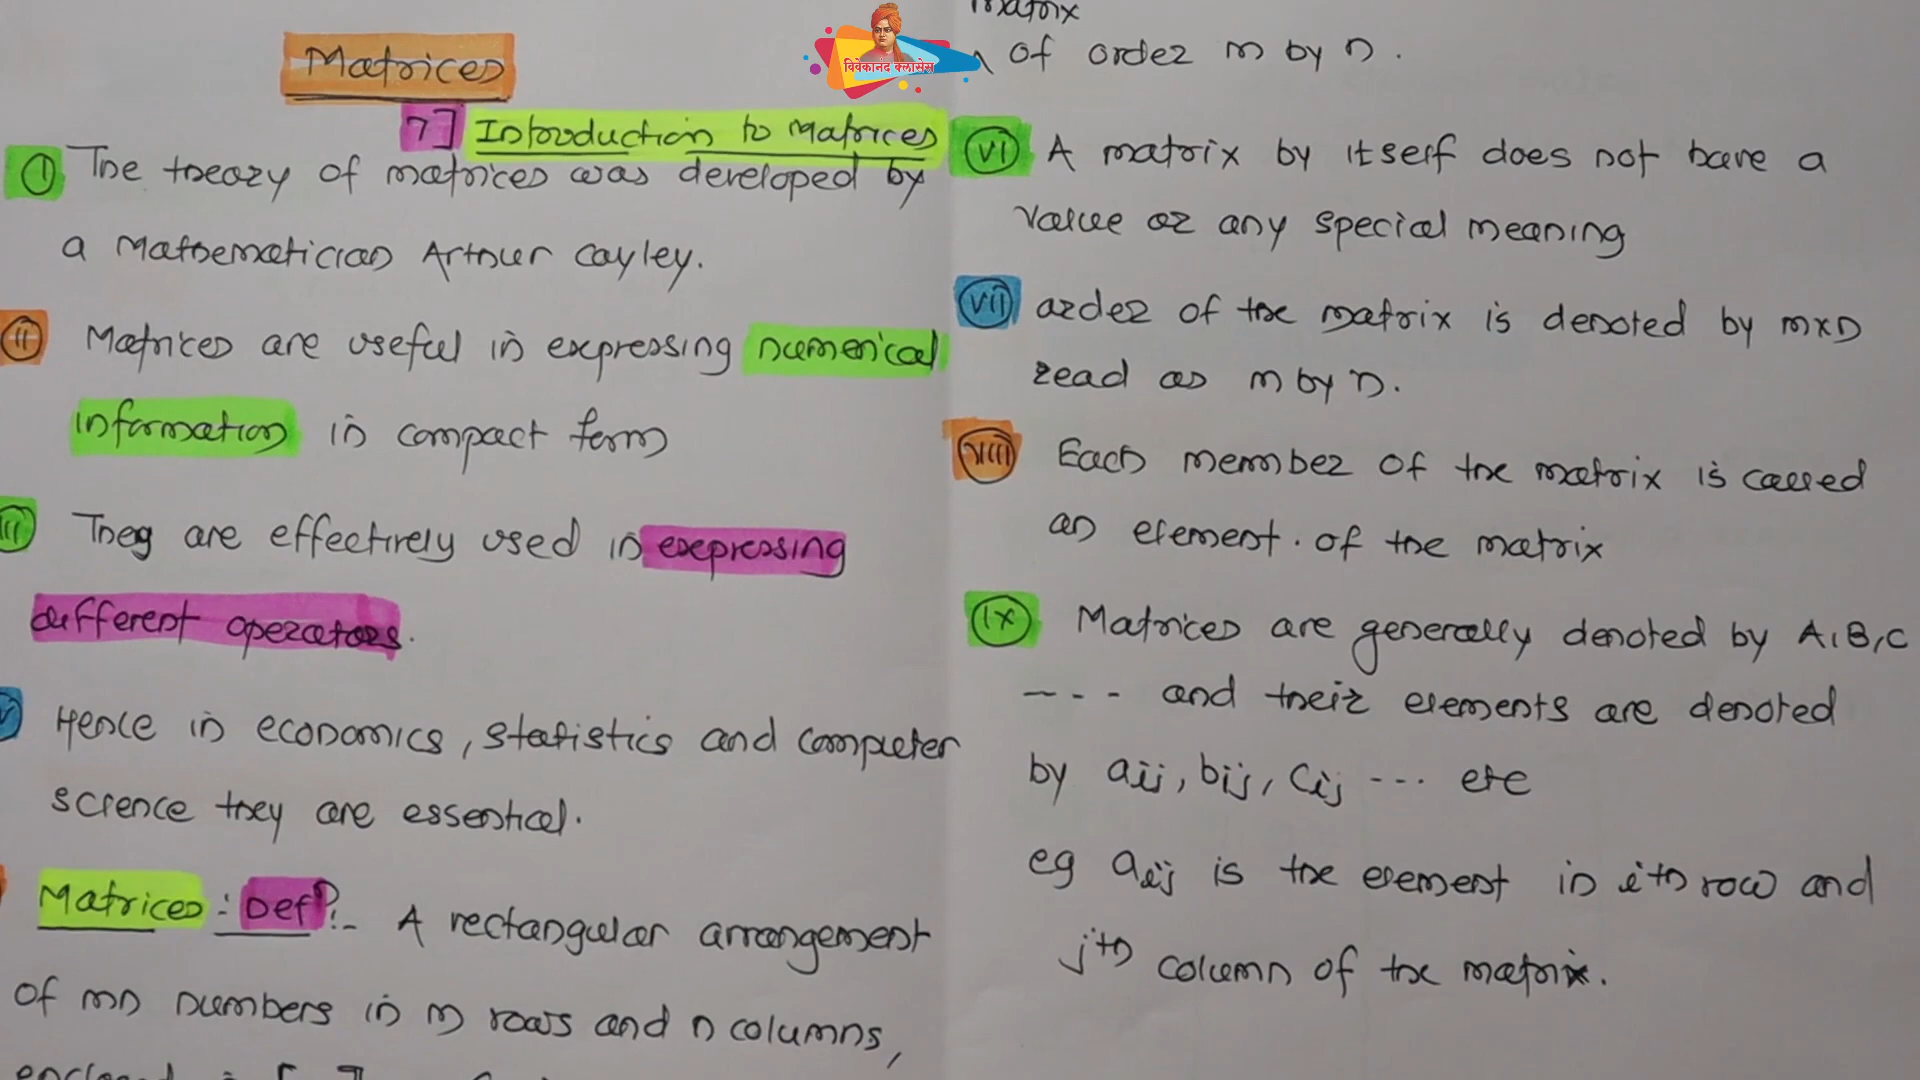 Matrices
7] Introduction to Matrices
(i) The theory of matrices was developed by
a Mathematician Arthur Cayley.
(ii) Matrices are useful in expressing numerical
information in compact form
They are effectively used in expressing
different operators.
Hence in economics, statistics and computer
science they are essential.
Matrices :- Defn :- A rectangular arrangement
of mn numbers in m rows and n columns,
enclosed in [ ]
matrix
of order m by n.
(vi) A matrix by itself does not have a
value or any special meaning
(vii) order of the matrix is denoted by m×n
read as m by n.
(viii) Each member of the matrix is called
an element. of the matrix
(ix) Matrices are generally denoted by A, B, C
---- and their elements are denoted
by aij, bij, cij --- etc
eg aij is the element in ith row and
jth column of the matrix.
विवेकानंद क्लासेस